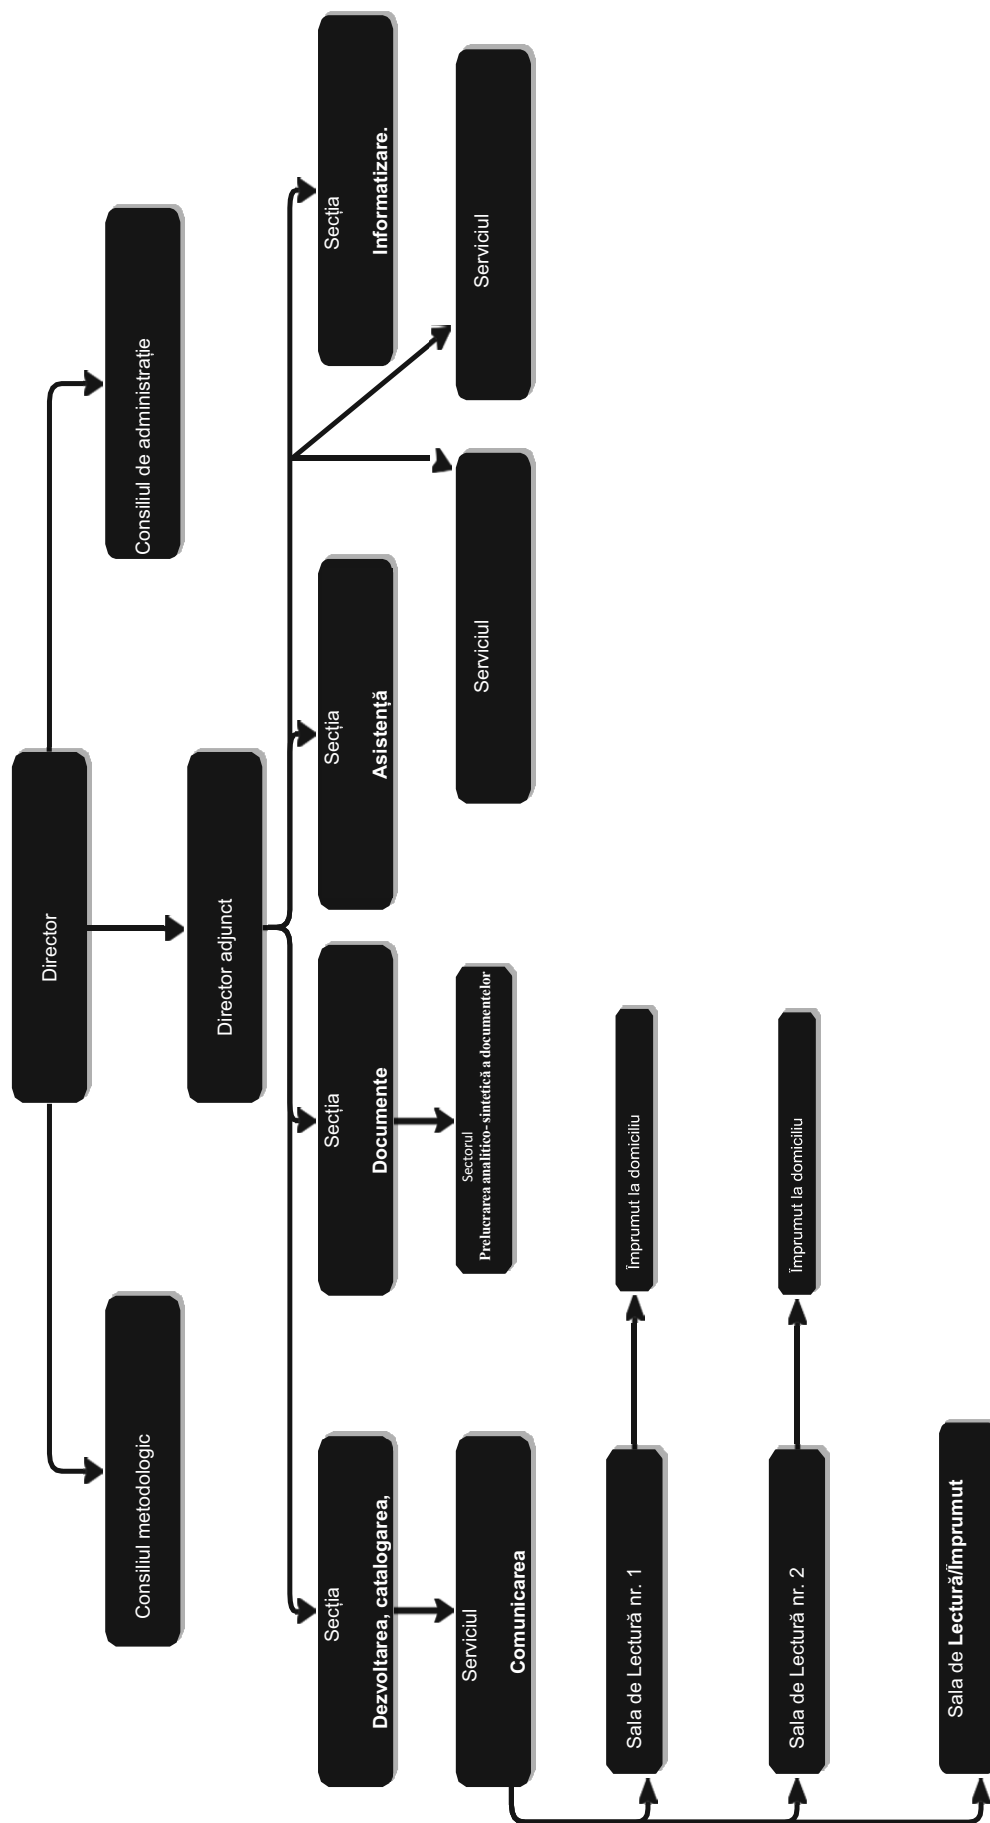 Director
Consiliul metodologic
Consiliul de administrație
Director adjunct
Secția
Dezvoltarea, catalogarea,
Secția
Documente
Secția
Asistență
Secția
Informatizare.
Serviciul
Comunicarea
Sectorul
Prelucrarea analitico-sintetică a documentelor
Serviciul
Serviciul
Sala de Lectură nr. 1
Împrumut la domiciliu
Sala de Lectură nr. 2
Împrumut la domiciliu
Sala de Lectură/Împrumut